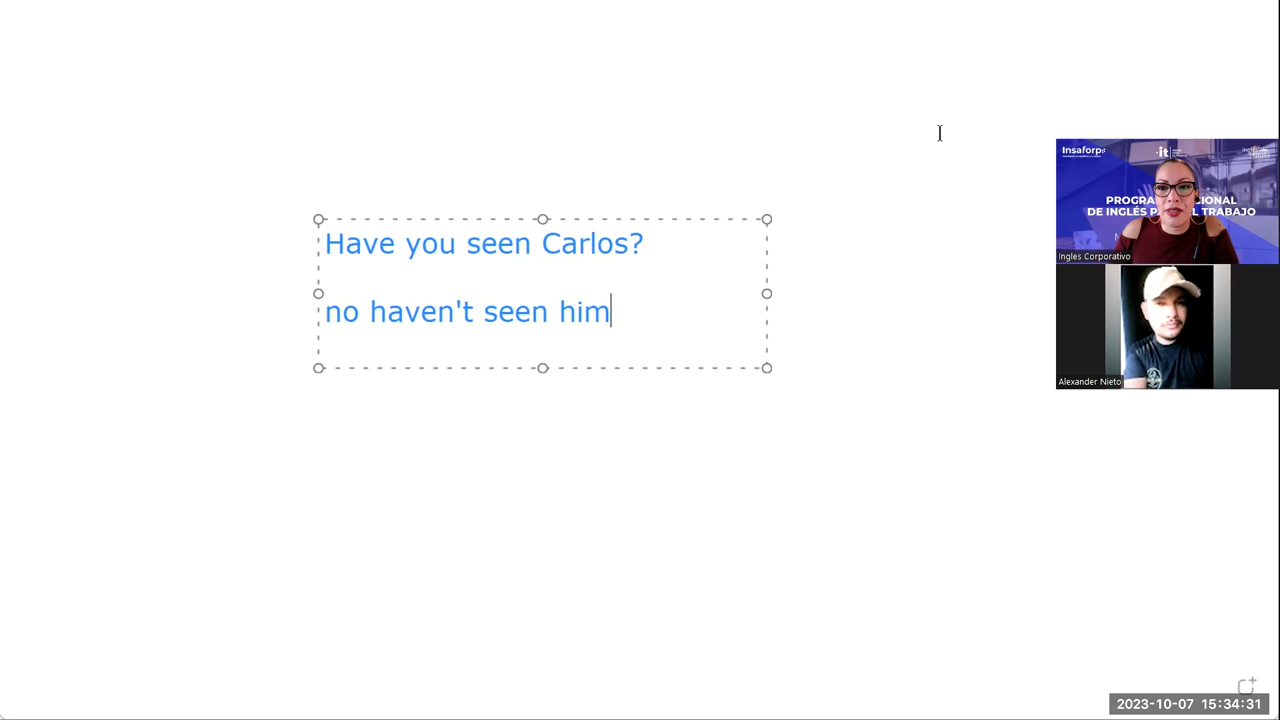 Have you seen Carlos?
no haven't seen him
Insaforp
it
PROGRA
CIONAL
DE INGLÉS P
L TRABAJO
Ingles Corporativo
Alexander Nieto
2023-10-07 15:34:31